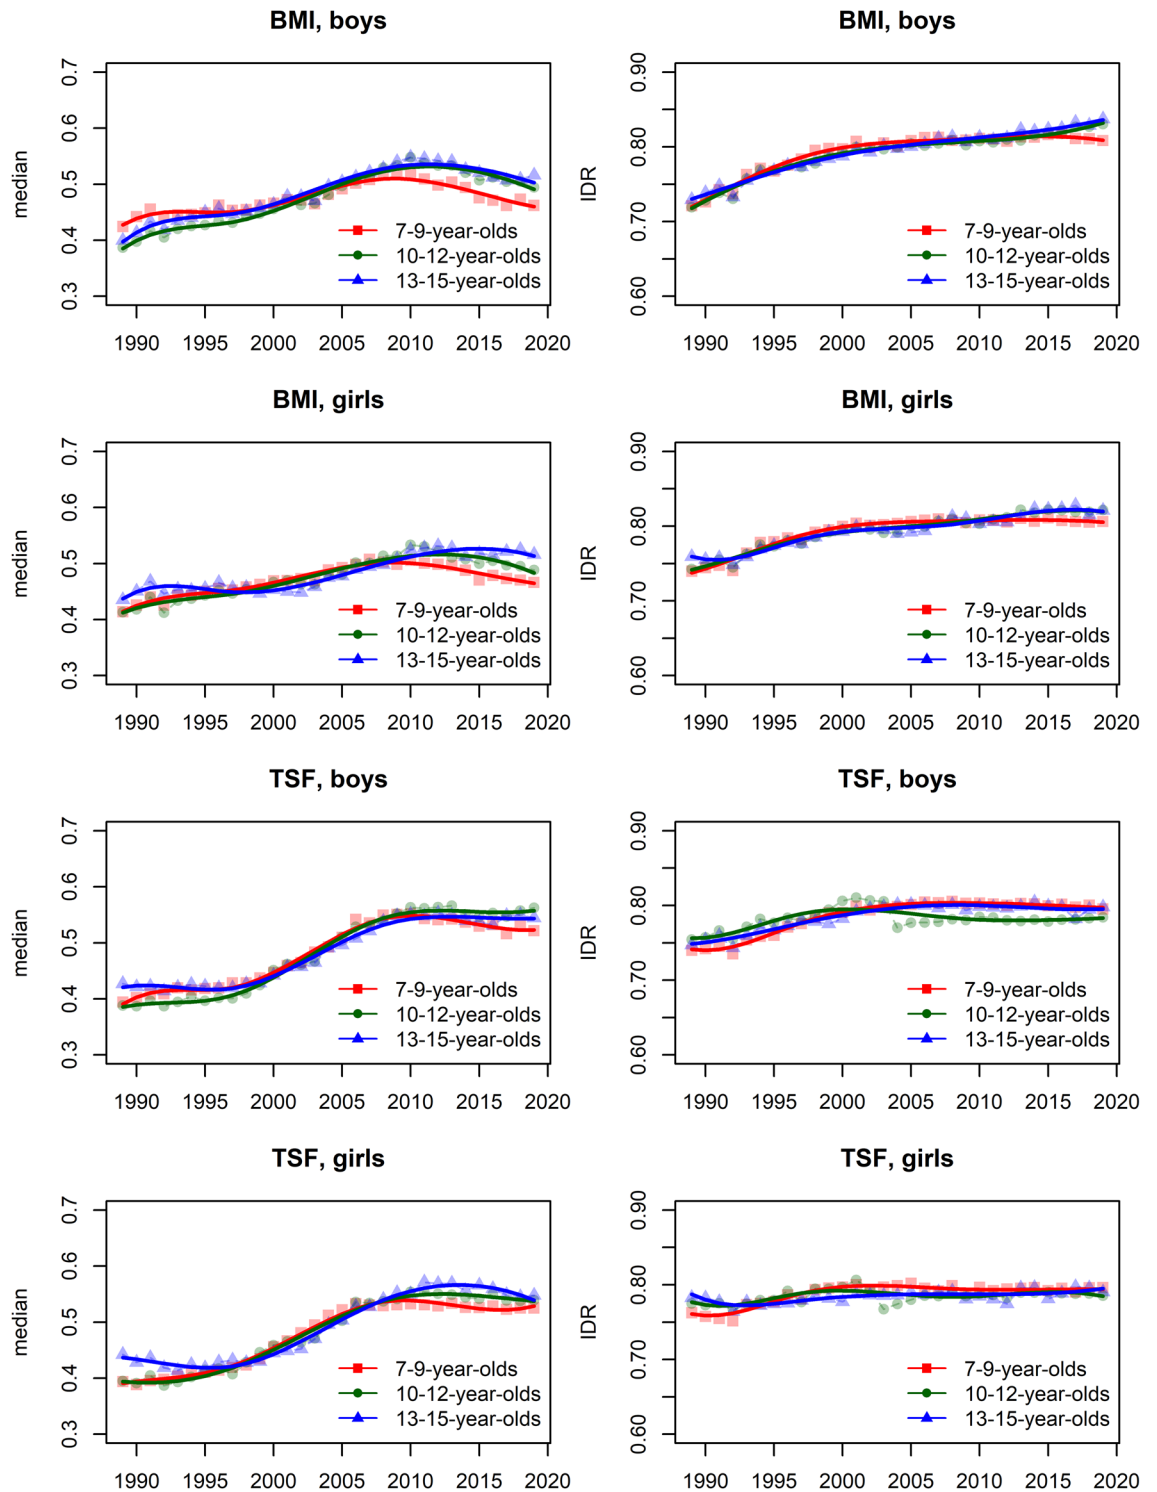 BMI, boys
median
0.3 0.4 0.5 0.6 0.7
7-9-year-olds
10-12-year-olds
13-15-year-olds
1990 1995 2000 2005 2010 2015 2020
BMI, boys
IDR
0.60 0.70 0.80 0.90
7-9-year-olds
10-12-year-olds
13-15-year-olds
1990 1995 2000 2005 2010 2015 2020
BMI, girls
median
0.3 0.4 0.5 0.6 0.7
7-9-year-olds
10-12-year-olds
13-15-year-olds
1990 1995 2000 2005 2010 2015 2020
BMI, girls
IDR
0.60 0.70 0.80 0.90
7-9-year-olds
10-12-year-olds
13-15-year-olds
1990 1995 2000 2005 2010 2015 2020
TSF, boys
median
0.3 0.4 0.5 0.6 0.7
7-9-year-olds
10-12-year-olds
13-15-year-olds
1990 1995 2000 2005 2010 2015 2020
TSF, boys
IDR
0.60 0.70 0.80 0.90
7-9-year-olds
10-12-year-olds
13-15-year-olds
1990 1995 2000 2005 2010 2015 2020
TSF, girls
median
0.3 0.4 0.5 0.6 0.7
7-9-year-olds
10-12-year-olds
13-15-year-olds
1990 1995 2000 2005 2010 2015 2020
TSF, girls
IDR
0.60 0.70 0.80 0.90
7-9-year-olds
10-12-year-olds
13-15-year-olds
1990 1995 2000 2005 2010 2015 2020